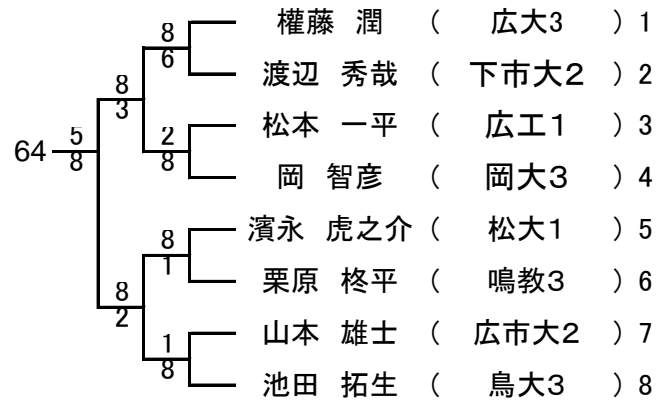 8
權藤 潤 ( 広大3 ) 1
6
渡辺 秀哉 ( 下市大2 ) 2
8
3
松本 一平 ( 広工1 ) 3
2
8
岡 智彦 ( 岡大3 ) 4
64
5
8
濱永 虎之介 ( 松大1 ) 5
8
1
栗原 柊平 ( 鳴教3 ) 6
8
2
山本 雄士 ( 広市大2 ) 7
1
8
池田 拓生 ( 鳥大3 ) 8